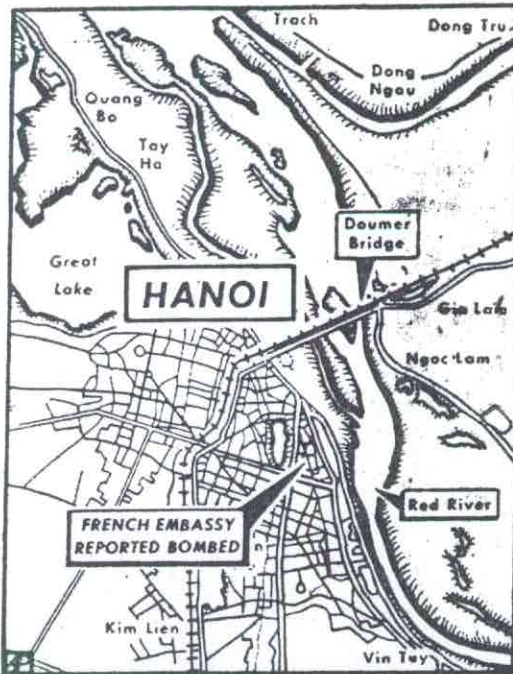 Trach
Dong Tru.
Dong
Ngau
Quang
Bo
Tay
Ho
Doumer
Bridge
Great
Lake
HANOI
Gia Lam
Ngoc Lam
FRENCH EMBASSY
REPORTED BOMBED
Red River
Kim Lien
Vin Tuy